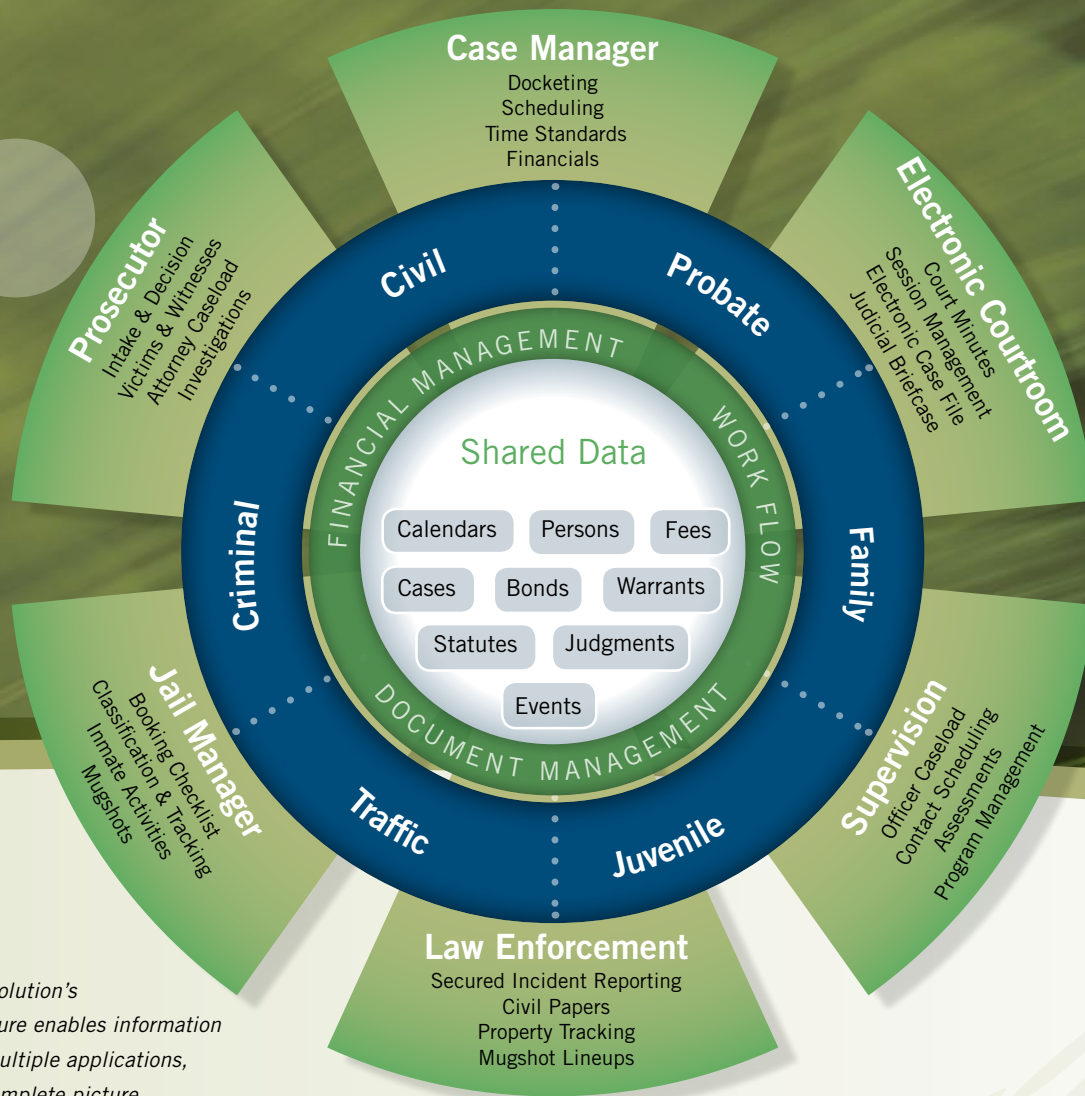 Case Manager
Docketing
Scheduling
Time Standards
Financials
Electronic Courtroom
Court Minutes
Session Management
Electronic Case File
Judicial Briefcase
Supervision
Officer Caseload
Contact Scheduling
Assessments
Program Management
Law Enforcement
Secured Incident Reporting
Civil Papers
Property Tracking
Mugshot Lineups
Jail Manager
Booking Checklist
Classification & Tracking
Inmate Activities
Mugshots
Prosecutor
Intake & Decision
Victims & Witnesses
Attorney Caseload
Investigations
Civil
Probate
Family
Juvenile
Traffic
Criminal
FINANCIAL MANAGEMENT
WORK FLOW
DOCUMENT MANAGEMENT
Shared Data
Calendars Persons Fees
Cases Bonds Warrants
Statutes Judgments
Events
olution's
ure enables information
ultiple applications,
mplete picture